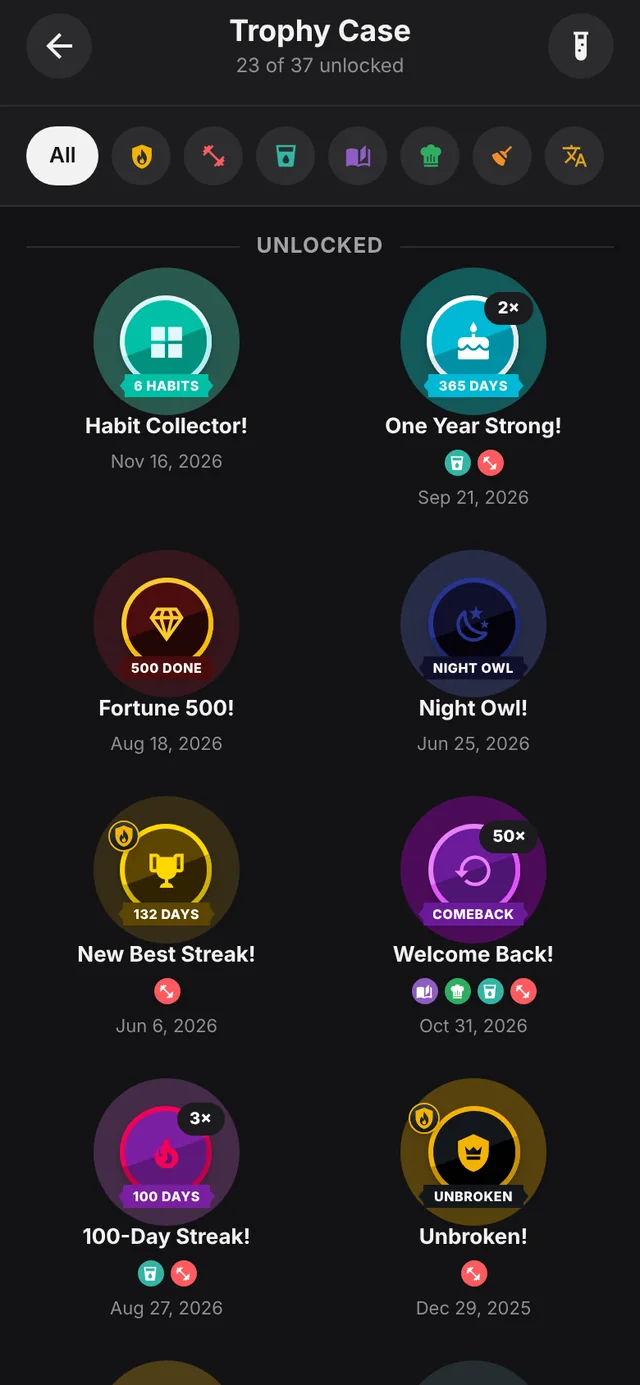 Trophy Case
23 of 37 unlocked
All
UNLOCKED
6 HABITS
Habit Collector!
Nov 16, 2026
2×
365 DAYS
One Year Strong!
Sep 21, 2026
500 DONE
Fortune 500!
Aug 18, 2026
NIGHT OWL
Night Owl!
Jun 25, 2026
132 DAYS
New Best Streak!
Jun 6, 2026
50×
COMEBACK
Welcome Back!
Oct 31, 2026
3×
100 DAYS
100-Day Streak!
Aug 27, 2026
UNBROKEN
Unbroken!
Dec 29, 2025